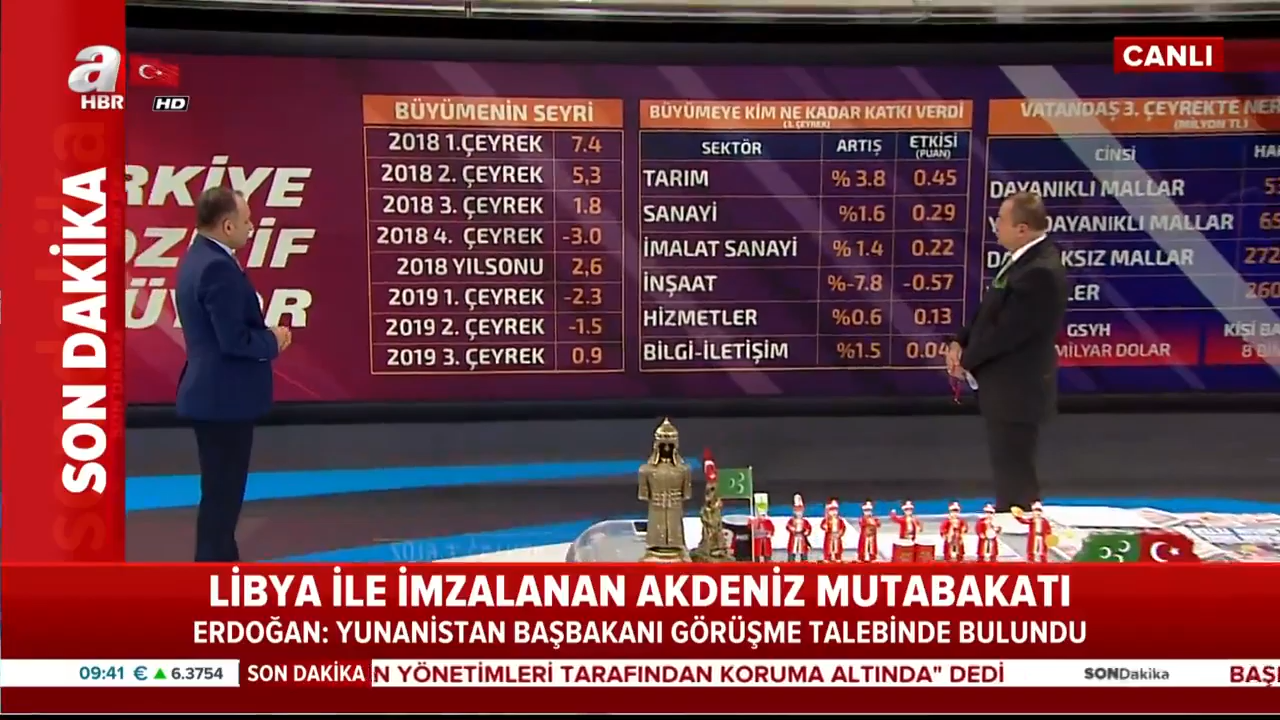 a
HBR
HD
CANLI
SON DAKİKA
BÜYÜMENİN SEYRİ
2018 1.ÇEYREK 7.4
2018 2. ÇEYREK 5,3
2018 3. ÇEYREK 1.8
2018 4. ÇEYREK -3.0
2018 YILSONU 2,6
2019 1. ÇEYREK -2.3
2019 2. ÇEYREK -1.5
2019 3. ÇEYREK 0.9
BÜYÜMEYE KİM NE KADAR KATKI VERDİ
(3. ÇEYREK)
SEKTÖR ARTIŞ ETKİSİ
(PUAN)
TARIM % 3.8 0.45
SANAYİ %1.6 0.29
İMALAT SANAYİ % 1.4 0.22
İNŞAAT %-7.8 -0.57
HİZMETLER %0.6 0.13
BİLGİ-İLETİŞİM %1.5 0.04
VATANDAŞ 3. ÇEYREKTE
(MİLYON TL)
CİNSİ
DAYANIKLI MALLAR
DAYANIKLI MALLAR
MALLAR
272
260
GSYH
MİLYAR DOLAR
KİŞİ
8
LİBYA İLE İMZALANAN AKDENİZ MUTABAKATI
ERDOĞAN: YUNANİSTAN BAŞBAKANI GÖRÜŞME TALEBİNDE BULUNDU
09:41 € ▲ 6.3754 SON DAKİKA N YÖNETİMLERİ TARAFINDAN KORUMA ALTINDA" DEDİ SONDakika BAŞ